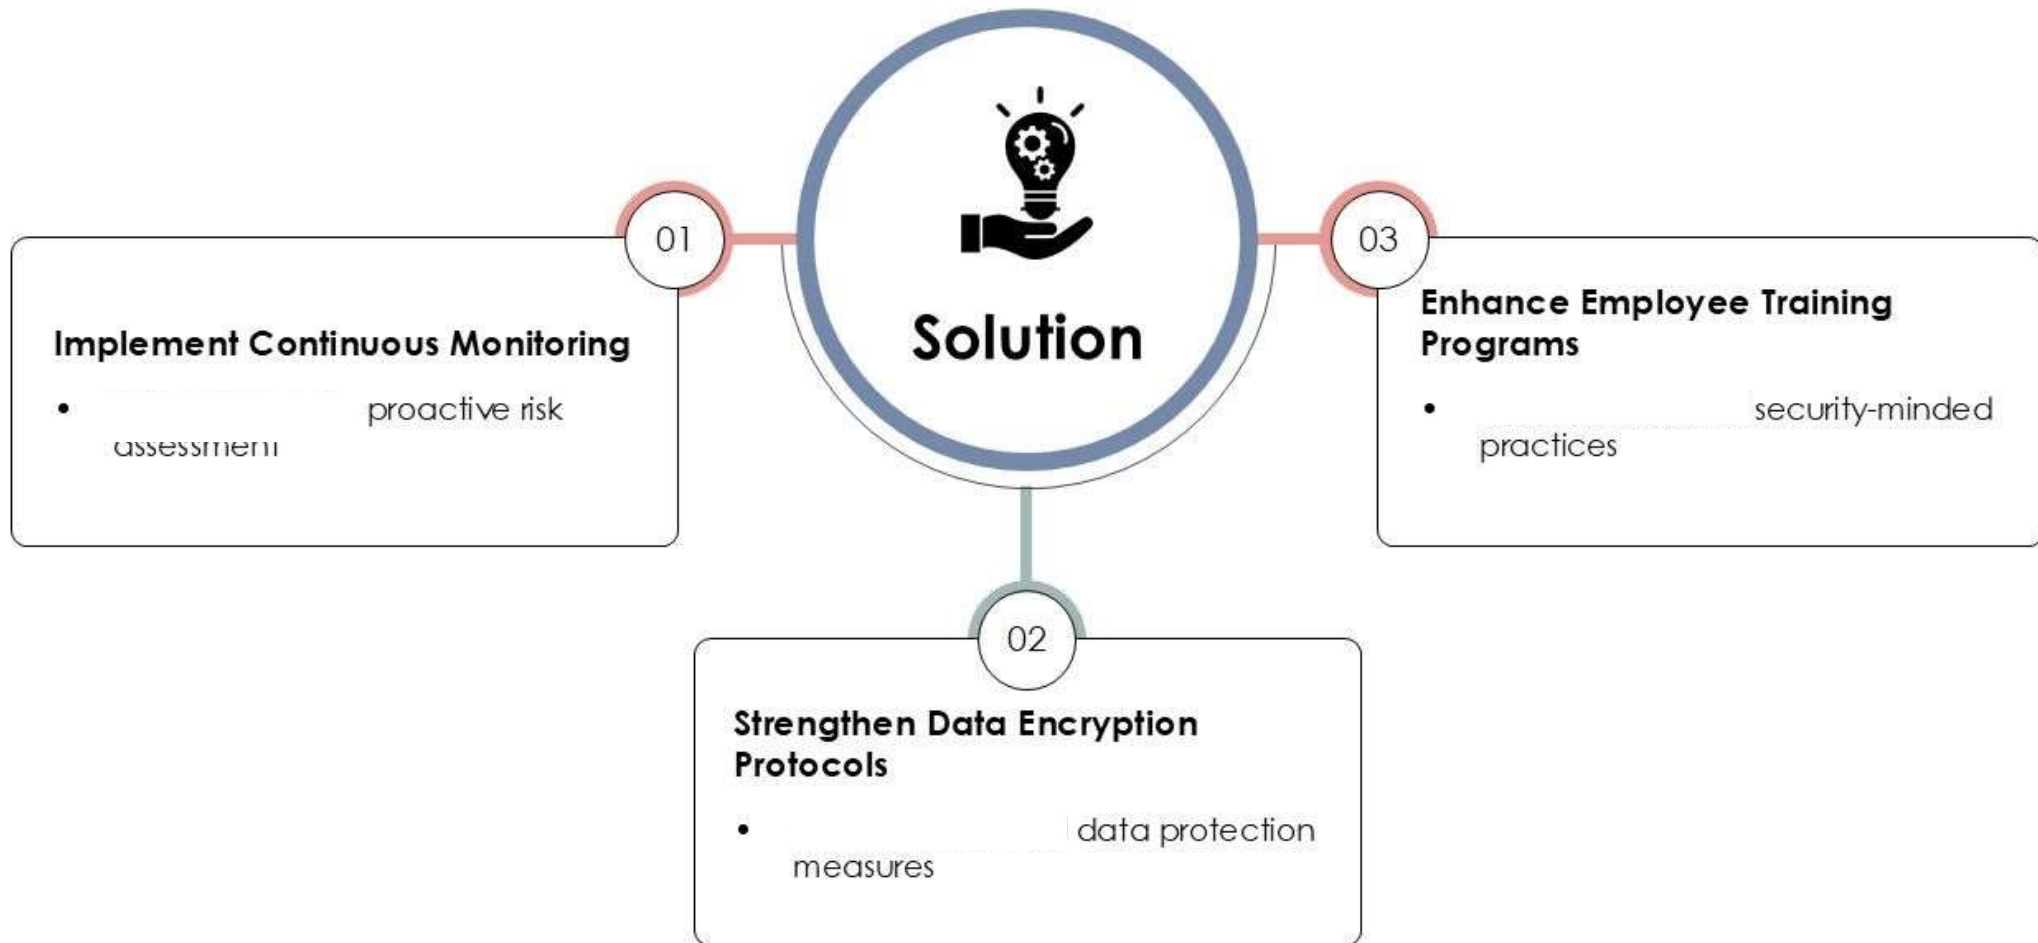 Solution
01
Implement Continuous Monitoring
• proactive risk
assessment
02
Strengthen Data Encryption
Protocols
• data protection
measures
03
Enhance Employee Training
Programs
• security-minded
practices